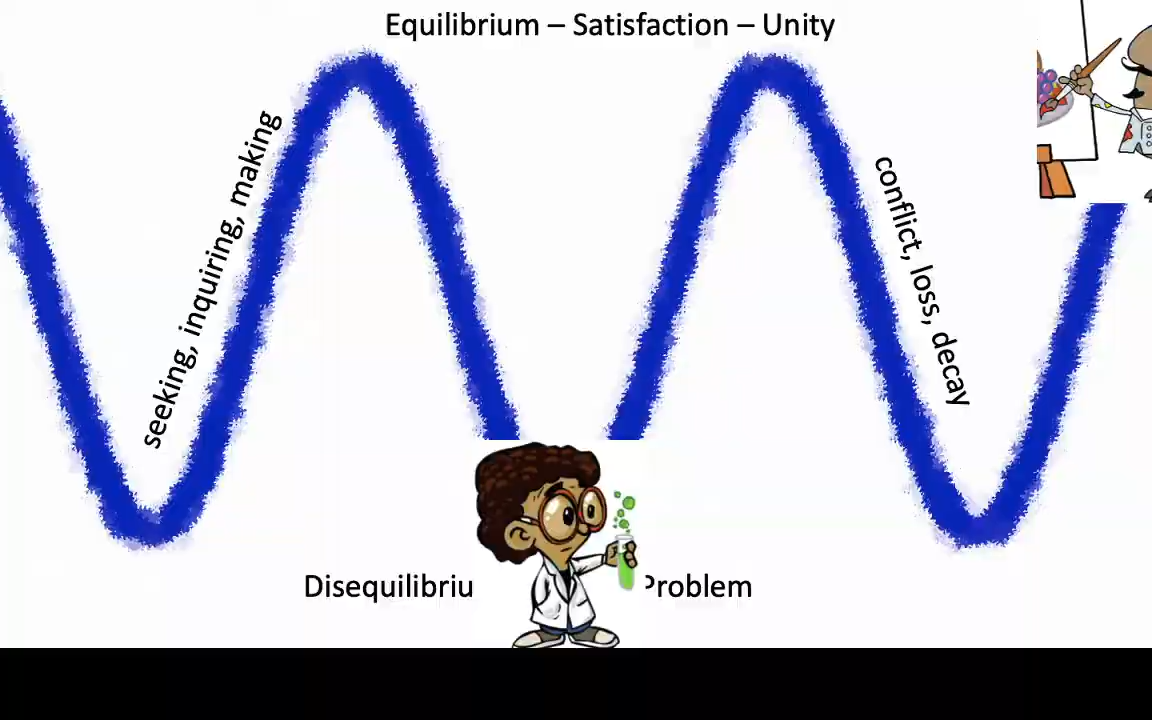 Equilibrium – Satisfaction – Unity
seeking, inquiring, making
conflict, loss, decay
Disequilibriu
Problem